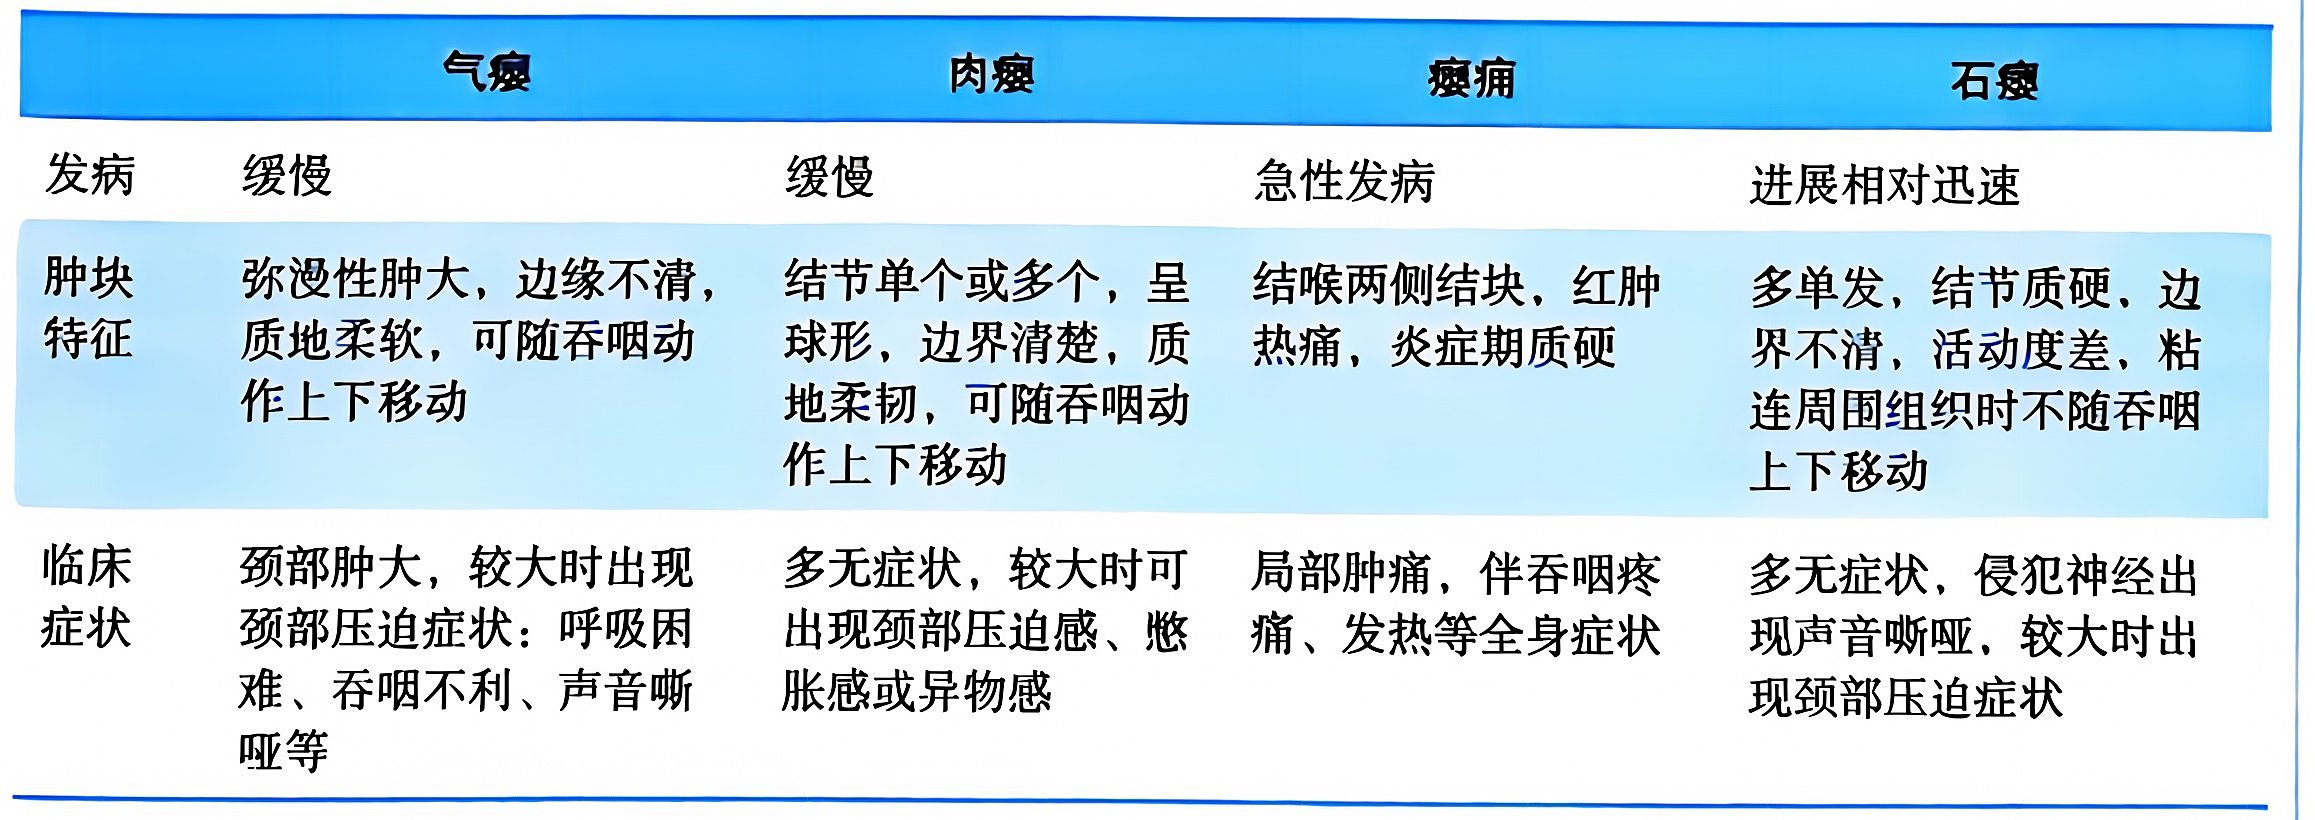 气瘿 肉瘿 瘿痈 石瘿
发病 缓慢 缓慢 急性发病 进展相对迅速
肿块
特征
弥漫性肿大，边缘不清，
质地柔软，可随吞咽动
作上下移动
结节单个或多个，呈
球形，边界清楚，质
地柔韧，可随吞咽动
作上下移动
结喉两侧结块，红肿
热痛，炎症期质硬
多单发，结节质硬，边
界不清，活动度差，粘
连周围组织时不随吞咽
上下移动
临床
症状
颈部肿大，较大时出现
颈部压迫症状：呼吸困
难、吞咽不利、声音嘶
哑等
多无症状，较大时可
出现颈部压迫感、憋
胀感或异物感
局部肿痛，伴吞咽疼
痛、发热等全身症状
多无症状，侵犯神经出
现声音嘶哑，较大时出
现颈部压迫症状